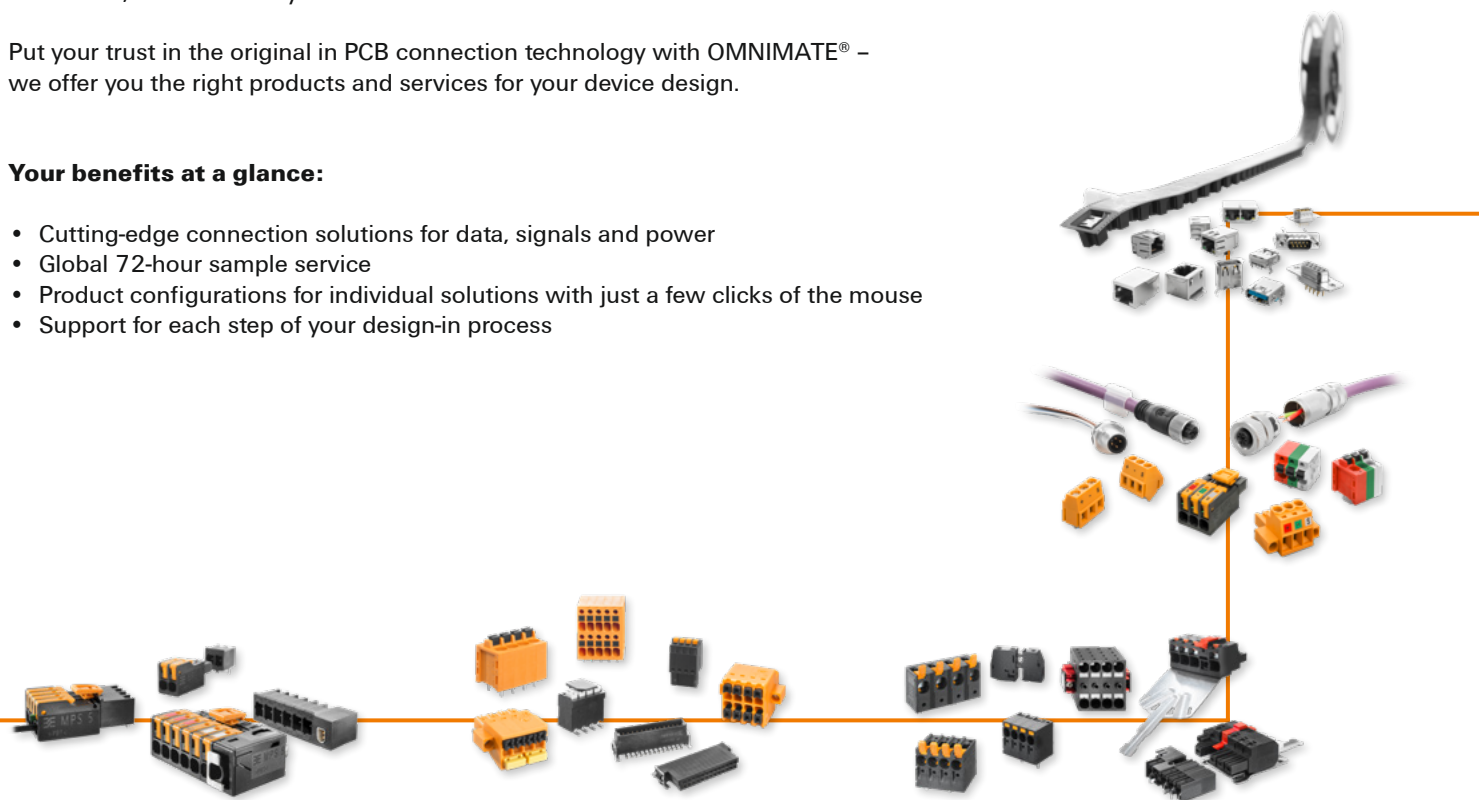 Put your trust in the original in PCB connection technology with OMNIMATE® –
we offer you the right products and services for your device design.
Your benefits at a glance:
• Cutting-edge connection solutions for data, signals and power
• Global 72-hour sample service
• Product configurations for individual solutions with just a few clicks of the mouse
• Support for each step of your design-in process
MPS 5